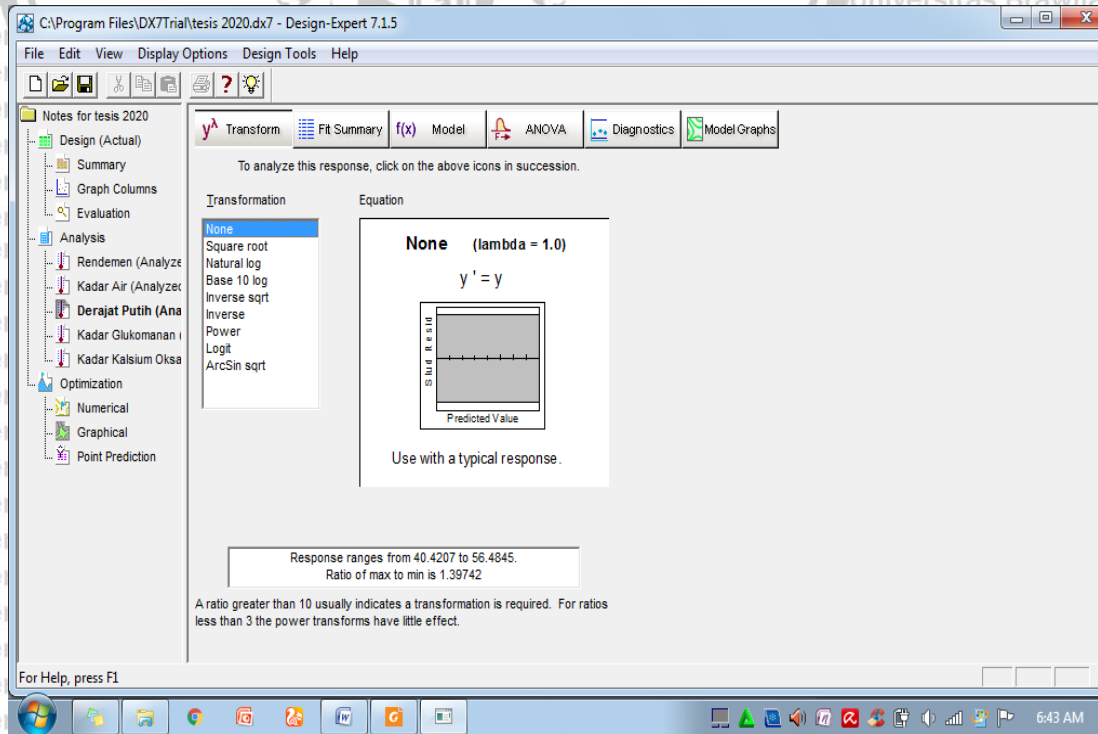 Universitas Brawi
C:\Program Files\DX7Trial\tesis 2020.dx7 - Design-Expert 7.1.5
File Edit View Display Options Design Tools Help
Notes for tesis 2020
Design (Actual)
Summary
Graph Columns
Evaluation
Analysis
Rendemen (Analyze
Kadar Air (Analyzed
Derajat Putih (Ana
Kadar Glukomanan (
Kadar Kalsium Oksa
Optimization
Numerical
Graphical
Point Prediction
yλ Transform Fit Summary f(x) Model ANOVA Diagnostics Model Graphs
To analyze this response, click on the above icons in succession.
Transformation
None
Square root
Natural log
Base 10 log
Inverse sqrt
Inverse
Power
Logit
ArcSin sqrt
Equation
None (lambda = 1.0)
y ' = y
Stud Resid
Predicted Value
Use with a typical response.
Response ranges from 40.4207 to 56.4845.
Ratio of max to min is 1.39742
A ratio greater than 10 usually indicates a transformation is required. For ratios
less than 3 the power transforms have little effect.
For Help, press F1
6:43 AM